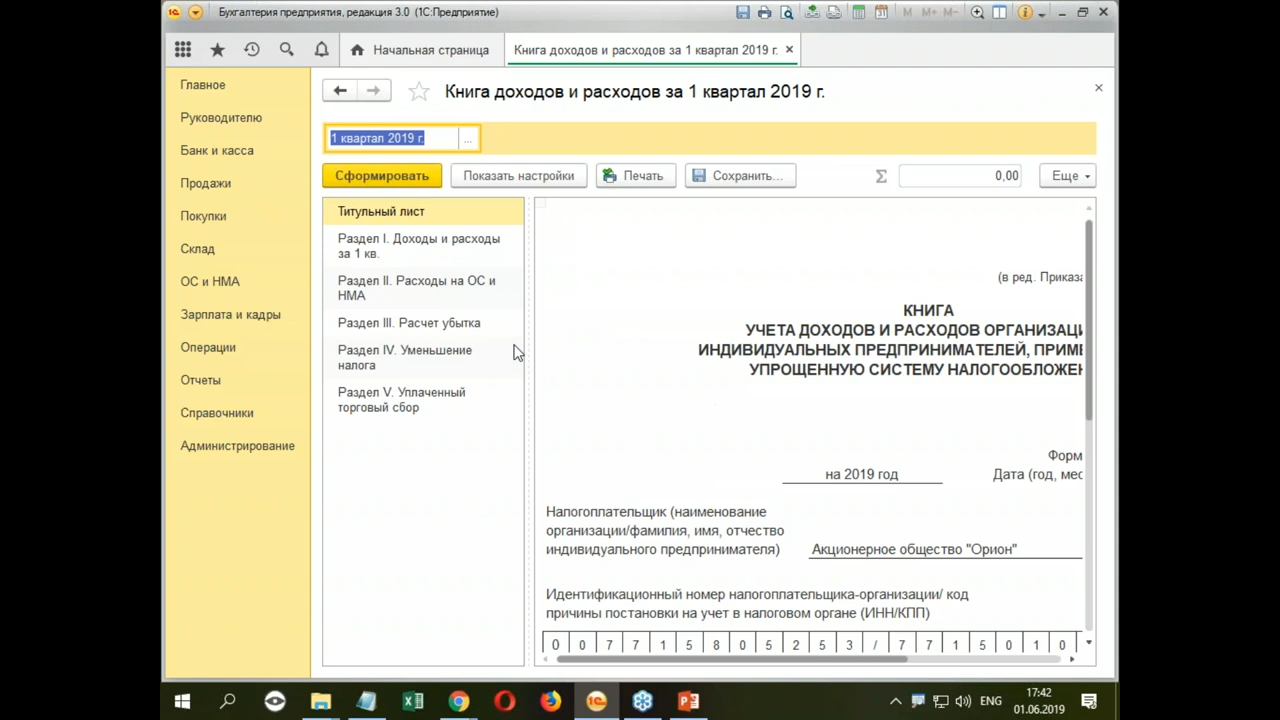 Бухгалтерия предприятия, редакция 3.0 (1С:Предприятие)
M M+ M-
Начальная страница
Книга доходов и расходов за 1 квартал 2019 г. ×
Главное
Руководителю
Банк и касса
Продажи
Покупки
Склад
ОС и НМА
Зарплата и кадры
Операции
Отчеты
Справочники
Администрирование
Книга доходов и расходов за 1 квартал 2019 г.
1 квартал 2019 г.
...
Сформировать
Показать настройки
Печать
Сохранить...
Σ
0,00
Еще
Титульный лист
Раздел I. Доходы и расходы
за 1 кв.
Раздел II. Расходы на ОС и
НМА
Раздел III. Расчет убытка
Раздел IV. Уменьшение
налога
Раздел V. Уплаченный
торговый сбор
(в ред. Приказа
КНИГА
УЧЕТА ДОХОДОВ И РАСХОДОВ ОРГАНИЗАЦИ
ИНДИВИДУАЛЬНЫХ ПРЕДПРИНИМАТЕЛЕЙ, ПРИМЕ
УПРОЩЕННУЮ СИСТЕМУ НАЛОГООБЛОЖЕН
Форм
на 2019 год
Дата (год, мес
Налогоплательщик (наименование
организации/фамилия, имя, отчество
индивидуального предпринимателя)
Акционерное общество "Орион"
Идентификационный номер налогоплательщика-организации/ код
причины постановки на учет в налоговом органе (ИНН/КПП)
0 0 7 7 1 5 8 0 5 2 5 3 / 7 7 1 5 0 1 0
ENG
17:42
01.06.2019